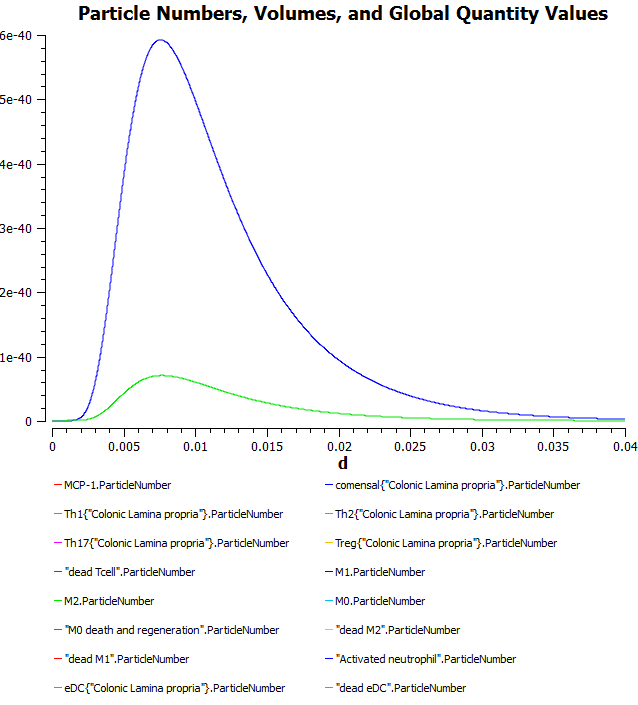 Particle Numbers, Volumes, and Global Quantity Values
6e-40
5e-40
4e-40
3e-40
2e-40
1e-40
0
0 0.005 0.01 0.015 0.02 0.025 0.03 0.035 0.04
d
MCP-1.ParticleNumber comensal{"Colonic Lamina propria"}.ParticleNumber
Th1{"Colonic Lamina propria"}.ParticleNumber Th2{"Colonic Lamina propria"}.ParticleNumber
Th17{"Colonic Lamina propria"}.ParticleNumber Treg{"Colonic Lamina propria"}.ParticleNumber
"dead Tcell".ParticleNumber M1.ParticleNumber
M2.ParticleNumber M0.ParticleNumber
"M0 death and regeneration".ParticleNumber "dead M2".ParticleNumber
"dead M1".ParticleNumber "Activated neutrophil".ParticleNumber
eDC{"Colonic Lamina propria"}.ParticleNumber "dead eDC".ParticleNumber